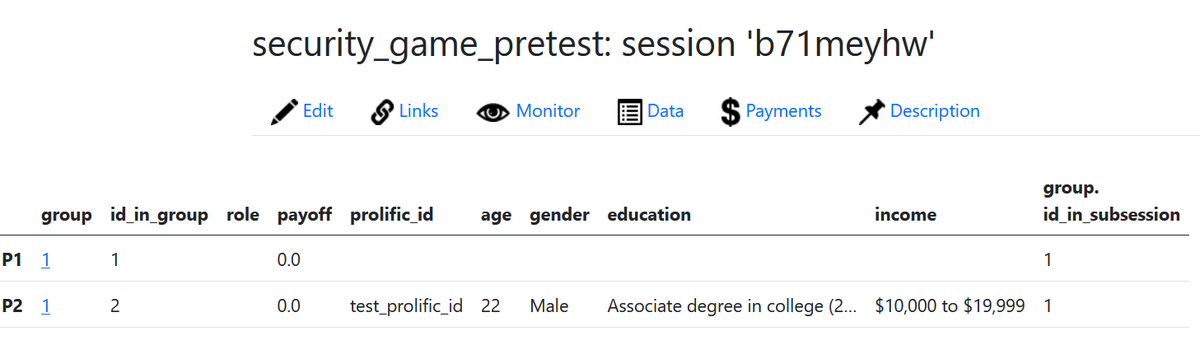 security_game_pretest: session 'b71meyhw'
Edit Links Monitor Data Payments Description
group.
group id_in_group role payoff prolific_id age gender education income id_in_subsession
P1 1 1 0.0 1
P2 1 2 0.0 test_prolific_id 22 Male Associate degree in college (2... $10,000 to $19,999 1